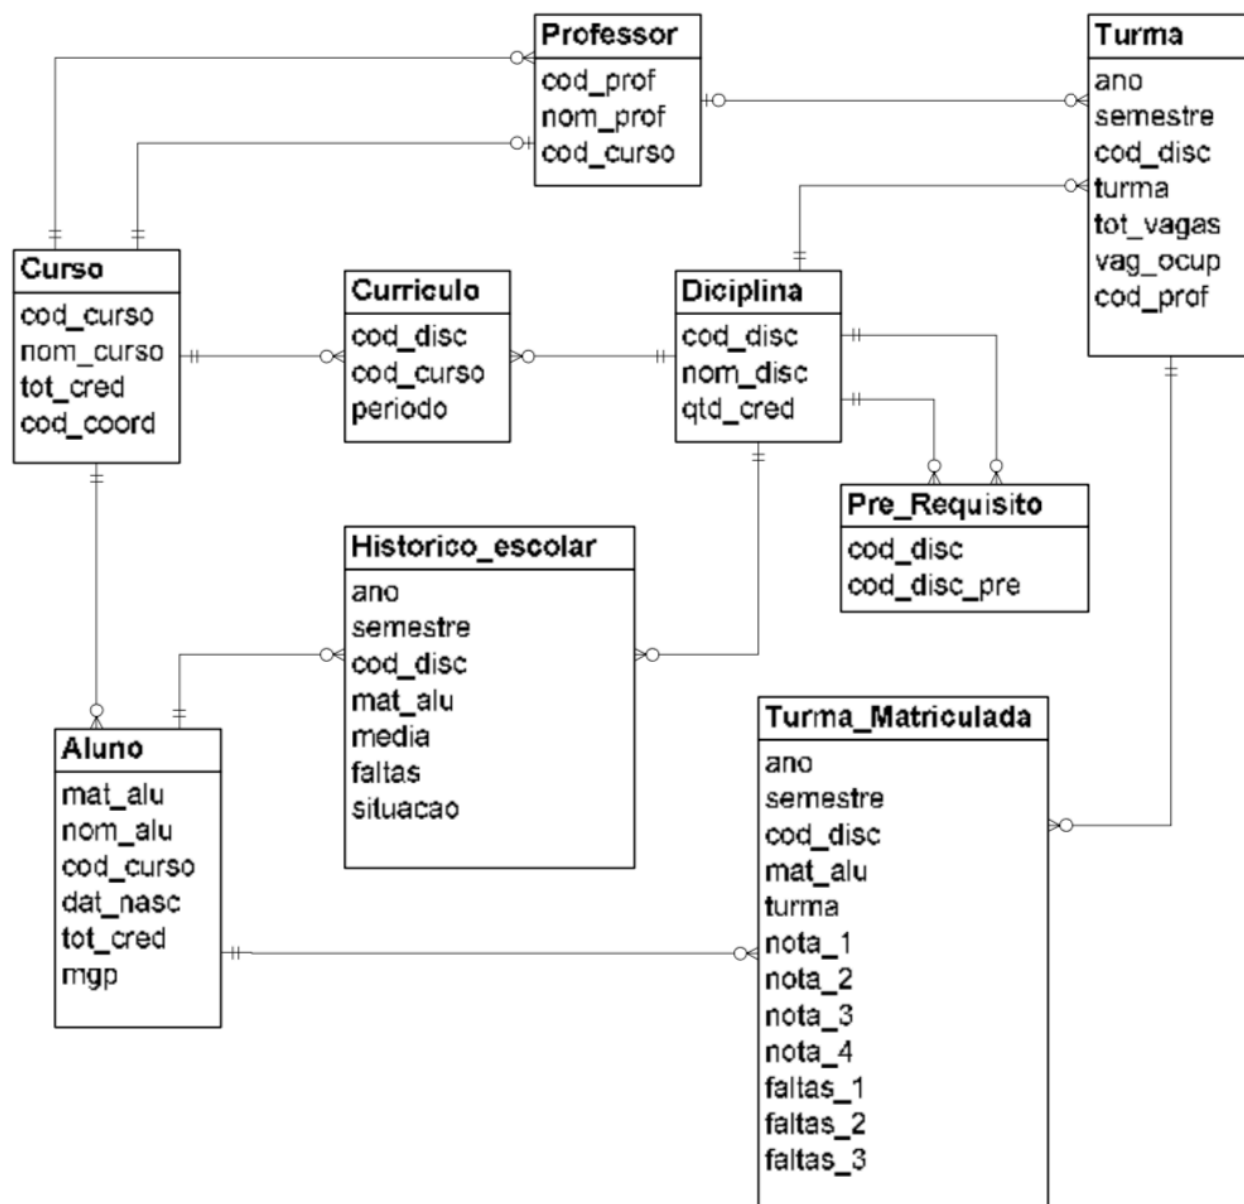 Professor
cod_prof
nom_prof
cod_curso
Turma
ano
semestre
cod_disc
turma
tot_vagas
vag_ocup
cod_prof
Curso
cod_curso
nom_curso
tot_cred
cod_coord
Curriculo
cod_disc
cod_curso
periodo
Diciplina
cod_disc
nom_disc
qtd_cred
Pre_Requisito
cod_disc
cod_disc_pre
Historico_escolar
ano
semestre
cod_disc
mat_alu
media
faltas
situacao
Aluno
mat_alu
nom_alu
cod_curso
dat_nasc
tot_cred
mgp
Turma_Matriculada
ano
semestre
cod_disc
mat_alu
turma
nota_1
nota_2
nota_3
nota_4
faltas_1
faltas_2
faltas_3